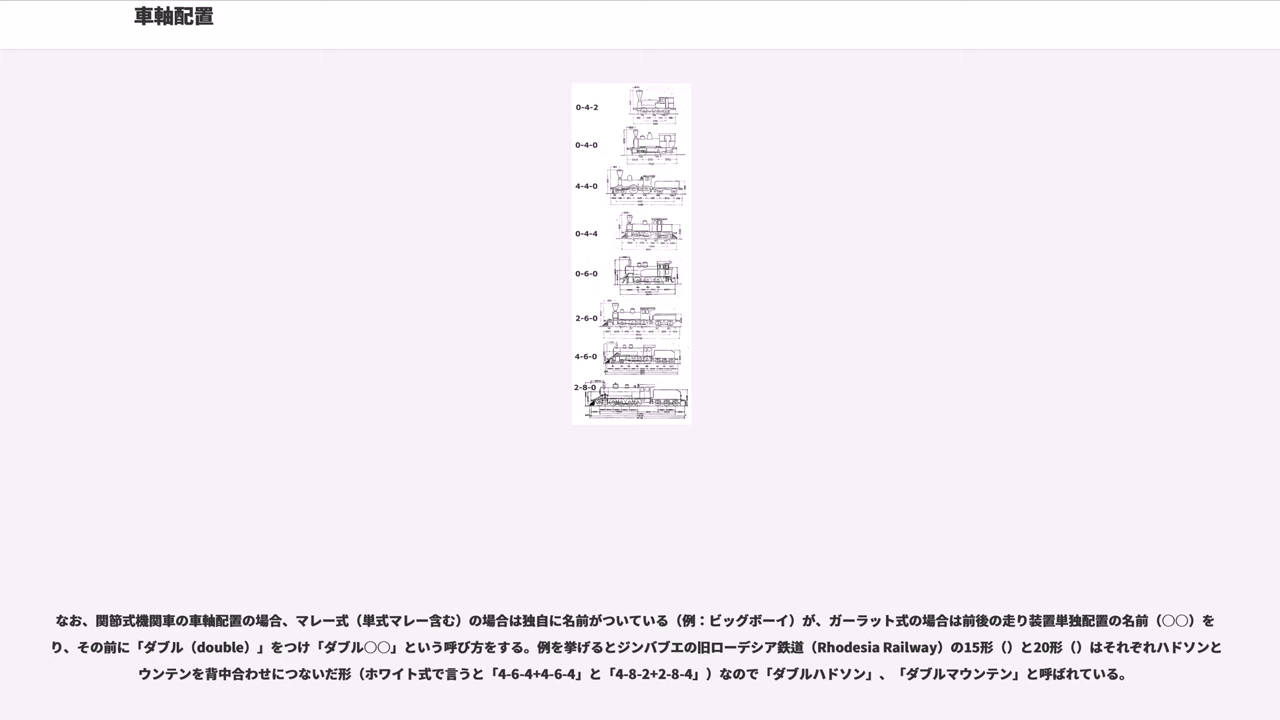 車軸配置
0-4-2
0-4-0
4-4-0
0-4-4
0-6-0
2-6-0
4-6-0
2-8-0
なお、関節式機関車の車軸配置の場合、マレー式（単式マレー含む）の場合は独自に名前がついている（例：ビッグボーイ）が、ガーラット式の場合は前後の走り装置単独配置の名前（○○）を
り、その前に「ダブル（double）」をつけ「ダブル○○」という呼び方をする。例を挙げるとジンバブエの旧ローデシア鉄道（Rhodesia Railway）の15形（）と20形（）はそれぞれハドソンと
ウンテンを背中合わせにつないだ形（ホワイト式で言うと「4-6-4+4-6-4」と「4-8-2+2-8-4」）なので「ダブルハドソン」、「ダブルマウンテン」と呼ばれている。